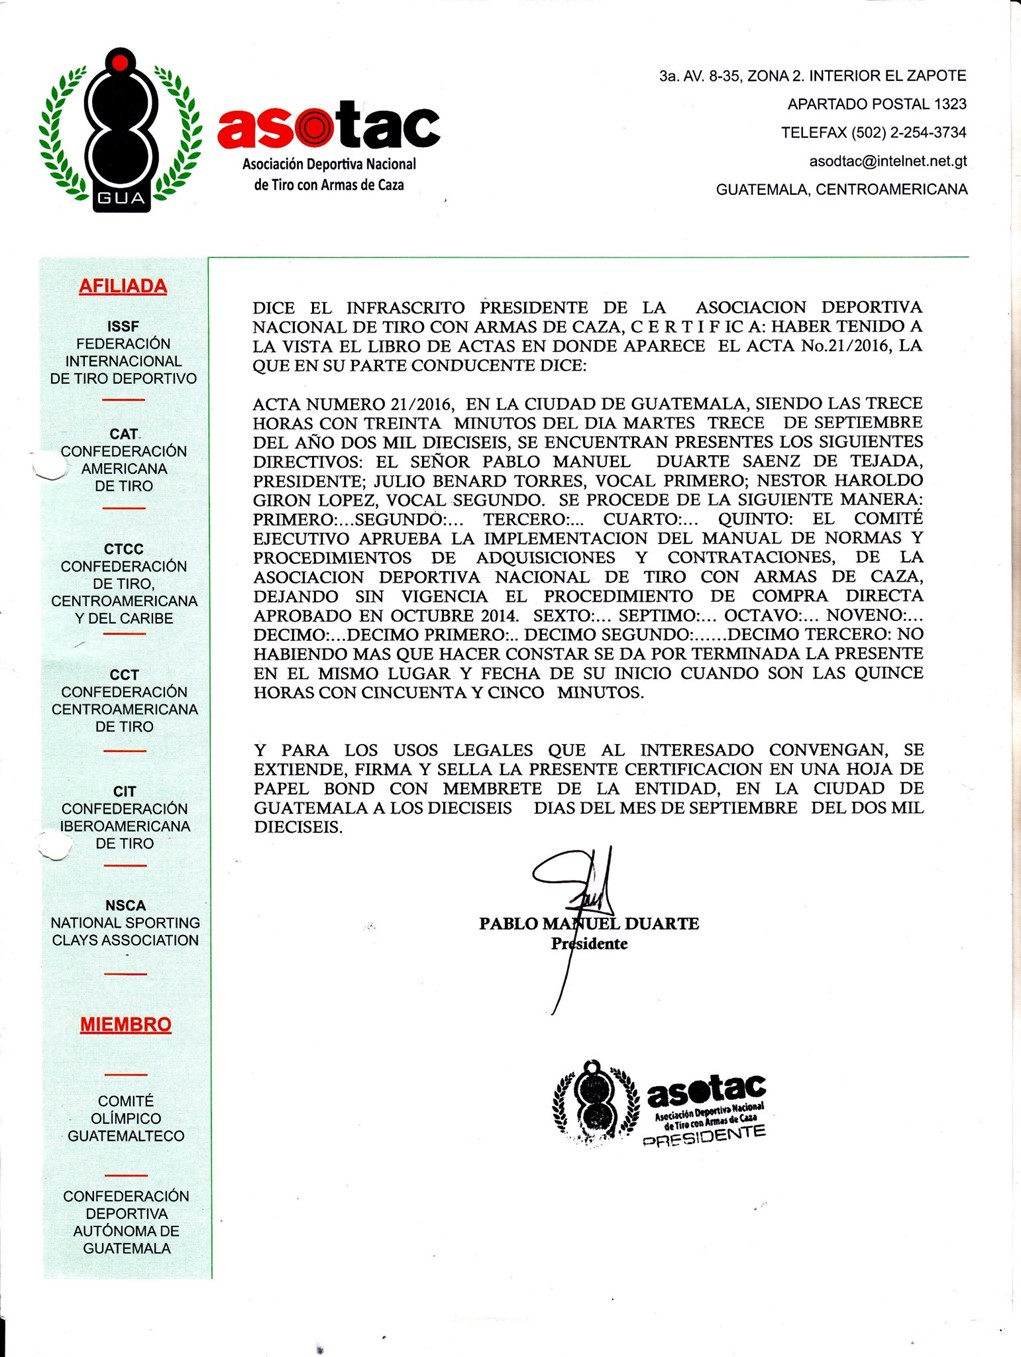 GUA
asotac
Asociación Deportiva Nacional
de Tiro con Armas de Caza
3a. AV. 8-35, ZONA 2. INTERIOR EL ZAPOTE
APARTADO POSTAL 1323
TELEFAX (502) 2-254-3734
asodtac@intelnet.net.gt
GUATEMALA, CENTROAMERICANA
AFILIADA
ISSF
FEDERACIÓN
INTERNACIONAL
DE TIRO DEPORTIVO
CAT
CONFEDERACIÓN
AMERICANA
DE TIRO
CTCC
CONFEDERACIÓN
DE TIRO,
CENTROAMERICANA
Y DEL CARIBE
CCT
CONFEDERACIÓN
CENTROAMERICANA
DE TIRO
CIT
CONFEDERACIÓN
IBEROAMERICANA
DE TIRO
NSCA
NATIONAL SPORTING
CLAYS ASSOCIATION
MIEMBRO
COMITÉ
OLÍMPICO
GUATEMALTECO
CONFEDERACIÓN
DEPORTIVA
AUTÓNOMA DE
GUATEMALA
DICE EL INFRASCRITO PRESIDENTE DE LA ASOCIACION DEPORTIVA
NACIONAL DE TIRO CON ARMAS DE CAZA, C E R T I F I C A: HABER TENIDO A
LA VISTA EL LIBRO DE ACTAS EN DONDE APARECE EL ACTA No.21/2016, LA
QUE EN SU PARTE CONDUCENTE DICE:
ACTA NUMERO 21/2016, EN LA CIUDAD DE GUATEMALA, SIENDO LAS TRECE
HORAS CON TREINTA MINUTOS DEL DIA MARTES TRECE DE SEPTIEMBRE
DEL AÑO DOS MIL DIECISEIS, SE ENCUENTRAN PRESENTES LOS SIGUIENTES
DIRECTIVOS: EL SEÑOR PABLO MANUEL DUARTE SAENZ DE TEJADA,
PRESIDENTE; JULIO BENARD TORRES, VOCAL PRIMERO; NESTOR HAROLDO
GIRON LOPEZ, VOCAL SEGUNDO. SE PROCEDE DE LA SIGUIENTE MANERA:
PRIMERO:...SEGUNDO:... TERCERO:... CUARTO:... QUINTO: EL COMITÉ
EJECUTIVO APRUEBA LA IMPLEMENTACION DEL MANUAL DE NORMAS Y
PROCEDIMIENTOS DE ADQUISICIONES Y CONTRATACIONES, DE LA
ASOCIACION DEPORTIVA NACIONAL DE TIRO CON ARMAS DE CAZA,
DEJANDO SIN VIGENCIA EL PROCEDIMIENTO DE COMPRA DIRECTA
APROBADO EN OCTUBRE 2014. SEXTO:... SEPTIMO:... OCTAVO:... NOVENO:...
DECIMO:...DECIMO PRIMERO:.. DECIMO SEGUNDO:......DECIMO TERCERO: NO
HABIENDO MAS QUE HACER CONSTAR SE DA POR TERMINADA LA PRESENTE
EN EL MISMO LUGAR Y FECHA DE SU INICIO CUANDO SON LAS QUINCE
HORAS CON CINCUENTA Y CINCO MINUTOS.
Y PARA LOS USOS LEGALES QUE AL INTERESADO CONVENGAN, SE
EXTIENDE, FIRMA Y SELLA LA PRESENTE CERTIFICACION EN UNA HOJA DE
PAPEL BOND CON MEMBRETE DE LA ENTIDAD, EN LA CIUDAD DE
GUATEMALA A LOS DIECISEIS DIAS DEL MES DE SEPTIEMBRE DEL DOS MIL
DIECISEIS.
PABLO MANUEL DUARTE
Presidente
asotac
Asociación Deportiva Nacional
de Tiro con Armas de Caza
PRESIDENTE